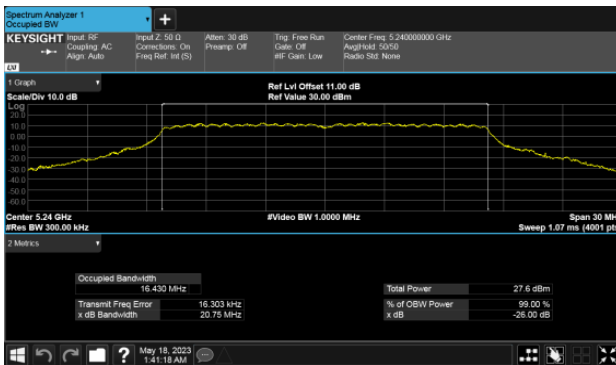 Spectrum Analyzer 1
Occupied BW
KEYSIGHT
Input: RF
Coupling: AC
Align: Auto
Input Z: 50 Ω
Corrections: On
Freq Ref: Int (S)
Atten: 30 dB
Preamp: Off
Trig: Free Run
Gate: Off
#IF Gain: Low
Center Freq: 5.240000000 GHz
Avg|Hold: 50/50
Radio Std: None
LXI
1 Graph
Scale/Div 10.0 dB
Ref Lvl Offset 11.00 dB
Ref Value 30.00 dBm
Log
20.0
10.0
0.00
-10.0
-20.0
-30.0
-40.0
-50.0
-60.0
Center 5.24 GHz
#Res BW 300.00 kHz
#Video BW 1.0000 MHz
Span 30 MH
Sweep 1.07 ms (4001 pts
2 Metrics
Occupied Bandwidth
16.430 MHz
Transmit Freq Error 16.303 kHz
x dB Bandwidth 20.75 MHz
Total Power 27.6 dBm
% of OBW Power 99.00 %
x dB -26.00 dB
?
May 18, 2023
1:41:18 AM